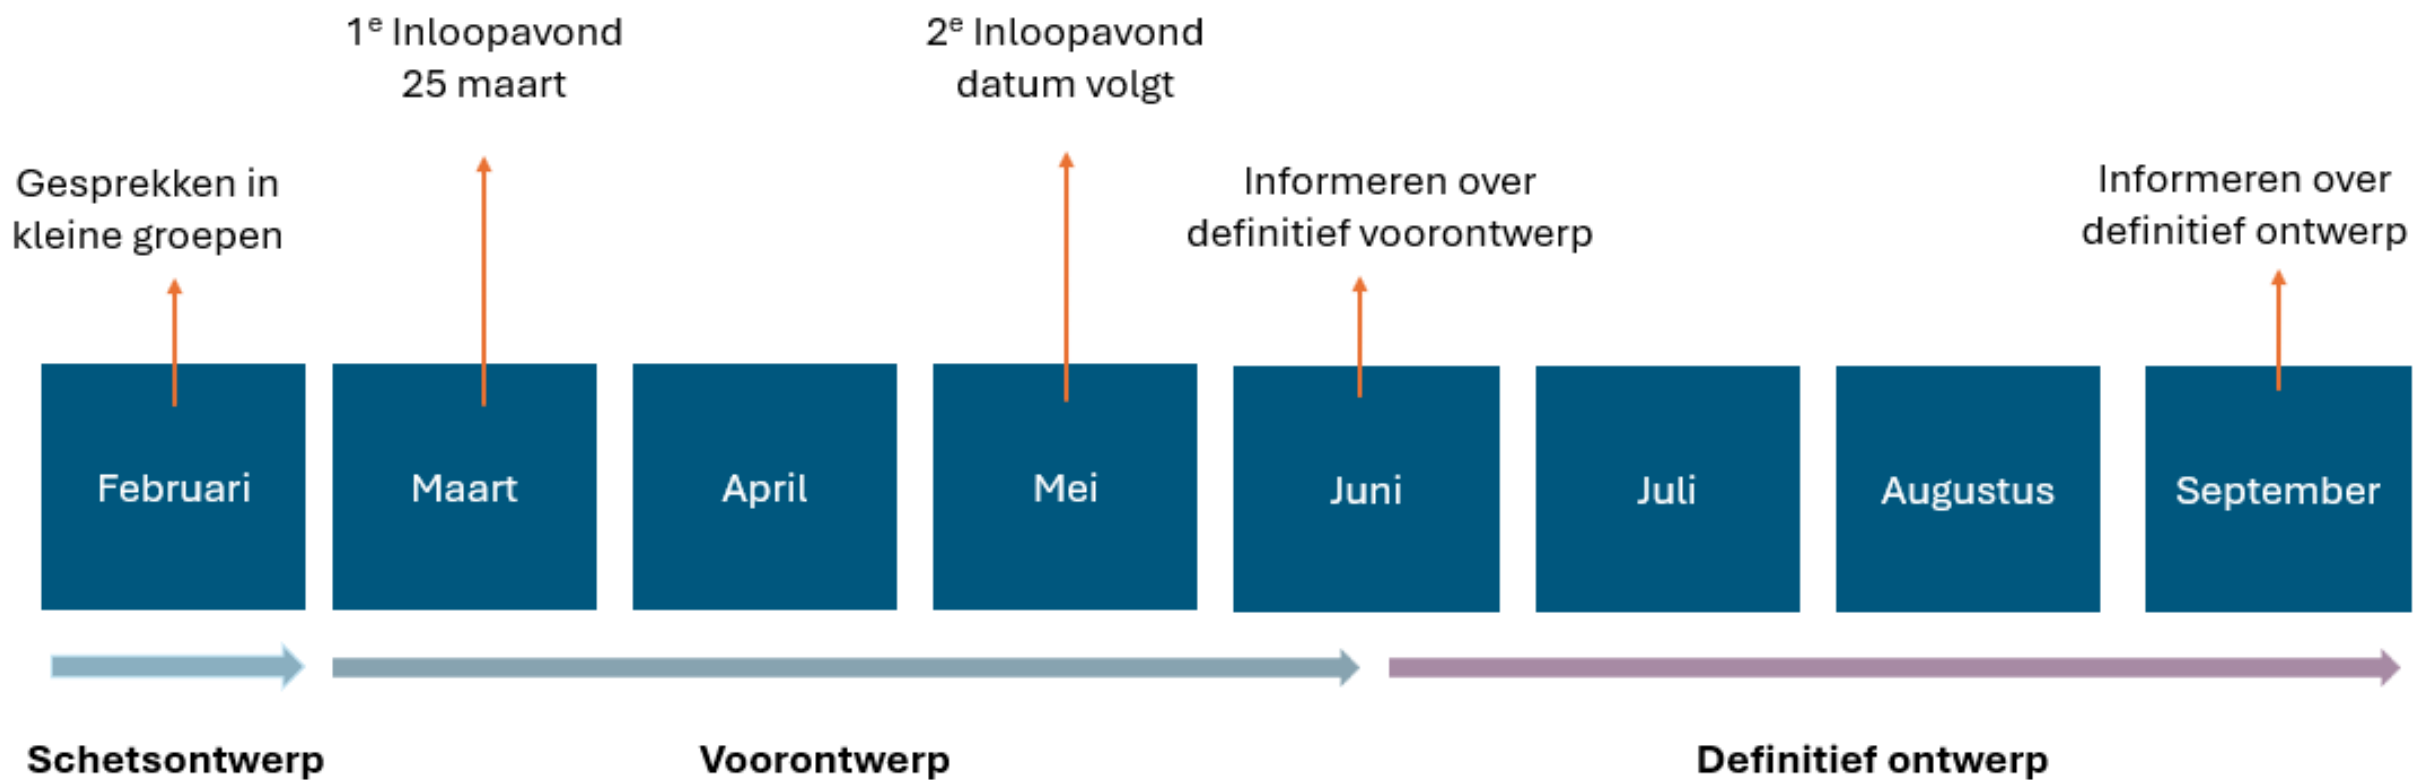 1e Inloopavond
25 maart
2e Inloopavond
datum volgt
Gesprekken in
kleine groepen
Informeren over
definitief voorontwerp
Informeren over
definitief ontwerp
Februari
Maart
April
Mei
Juni
Juli
Augustus
September
Schetsontwerp
Voorontwerp
Definitief ontwerp